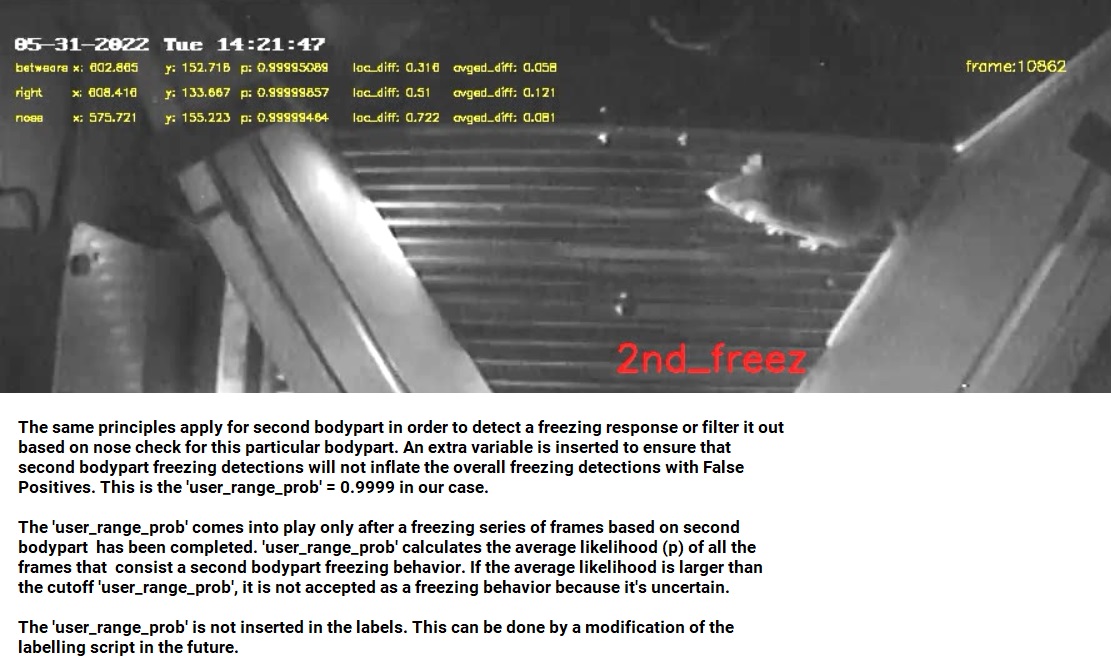 05-31-2022 Tue 14:21:47
betwears x: 602.865 y: 152.716 p: 0.99995089 loc_diff: 0.316 avged_diff: 0.058
frame:10862
right x: 608.416 y: 133.667 p: 0.99999857 loc_diff: 0.51 avged_diff: 0.121
nose x: 575.721 y: 155.223 p: 0.99999464 loc_diff: 0.722 avged_diff: 0.081
2nd_freez
The same principles apply for second bodypart in order to detect a freezing response or filter it out
based on nose check for this particular bodypart. An extra variable is inserted to ensure that
second bodypart freezing detections will not inflate the overall freezing detections with False
Positives. This is the 'user_range_prob' = 0.9999 in our case.
The 'user_range_prob' comes into play only after a freezing series of frames based on second
bodypart has been completed. 'user_range_prob' calculates the average likelihood (p) of all the
frames that consist a second bodypart freezing behavior. If the average likelihood is larger than
the cutoff 'user_range_prob', it is not accepted as a freezing behavior because it's uncertain.
The 'user_range_prob' is not inserted in the labels. This can be done by a modification of the
labelling script in the future.